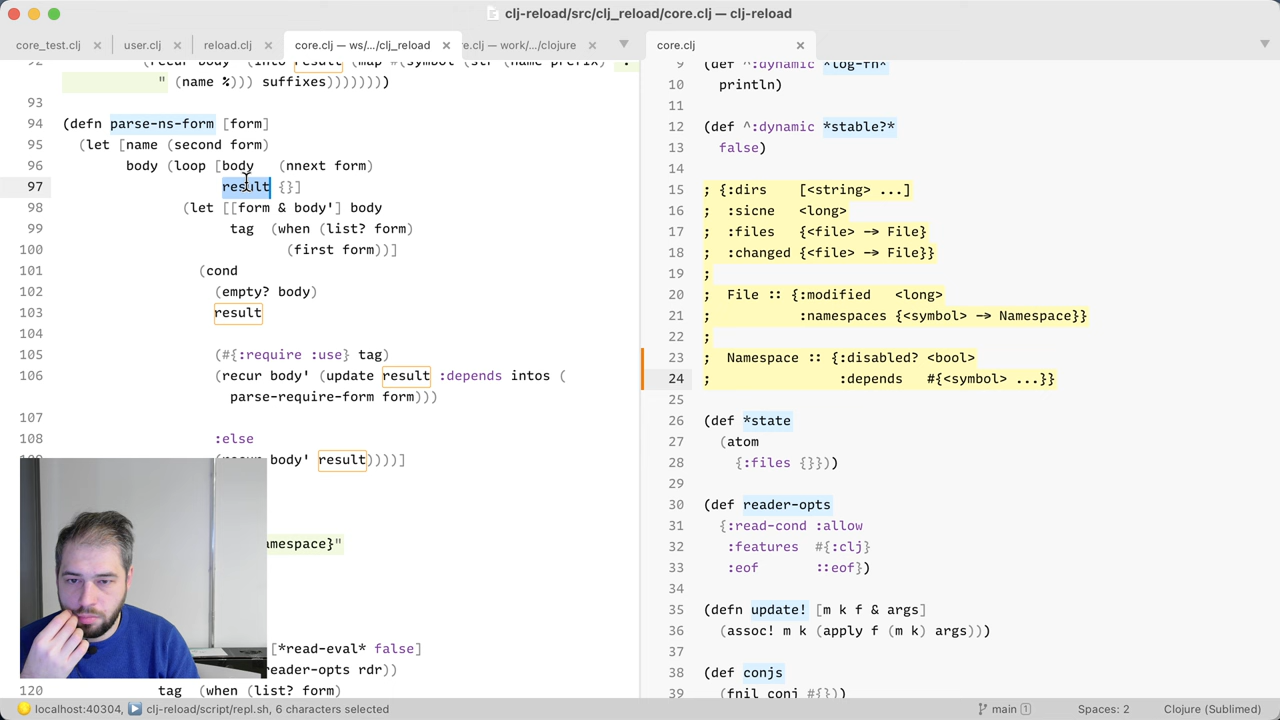 clj-reload/src/clj_reload/core.clj — clj-reload
core_test.clj
user.clj
reload.clj
core.clj — ws/.../clj_reload
e.clj — work/.../clojure
core.clj
92 (recur body' (into result (map #(symbol (str (name prefix) ".
" (name %))) suffixes)))))))
93
94 (defn parse-ns-form [form]
95 (let [name (second form)
96 body (loop [body (nnext form)
97 result {}]
98 (let [[form & body'] body
99 tag (when (list? form)
100 (first form))]
101 (cond
102 (empty? body)
103 result
104
105 (#{:require :use} tag)
106 (recur body' (update result :depends intos (
parse-require-form form)))
107
108 :else
(recur body' result))))]
amespace}"
[*read-eval* false]
eader-opts rdr))
120 tag (when (list? form)
9 (def ^:dynamic *log-fn*
10 println)
11
12 (def ^:dynamic *stable?*
13 false)
14
15 ; {:dirs [<string> ...]
16 ; :sicne <long>
17 ; :files {<file> -> File}
18 ; :changed {<file> -> File}}
19 ;
20 ; File :: {:modified <long>
21 ; :namespaces {<symbol> -> Namespace}}
22 ;
23 ; Namespace :: {:disabled? <bool>
24 ; :depends #{<symbol> ...}}
25
26 (def *state
27 (atom
28 {:files {}}))
29
30 (def reader-opts
31 {:read-cond :allow
32 :features #{:clj}
33 :eof ::eof})
34
35 (defn update! [m k f & args]
36 (assoc! m k (apply f (m k) args)))
37
38 (def conjs
39 (fnil conj #{}))
localhost:40304, clj-reload/script/repl.sh, 6 characters selected
main 1
Spaces: 2
Clojure (Sublimed)